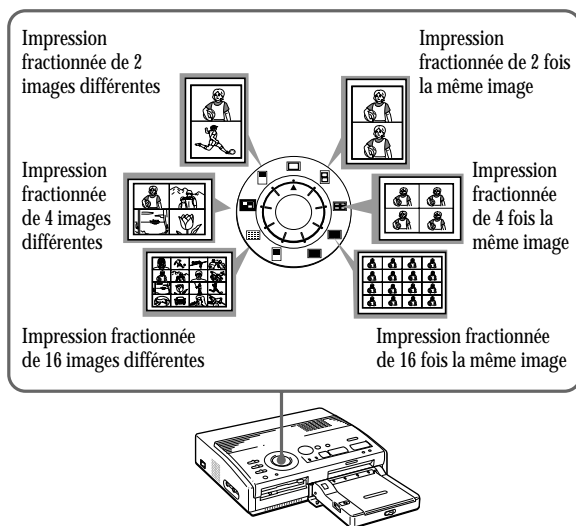 Impression
fractionnée de 2
images différentes
Impression
fractionnée de 2 fois
la même image
Impression
fractionnée
de 4 images
différentes
Impression
fractionnée
de 4 fois la
même image
Impression fractionnée
de 16 images différentes
Impression fractionnée
de 16 fois la même image